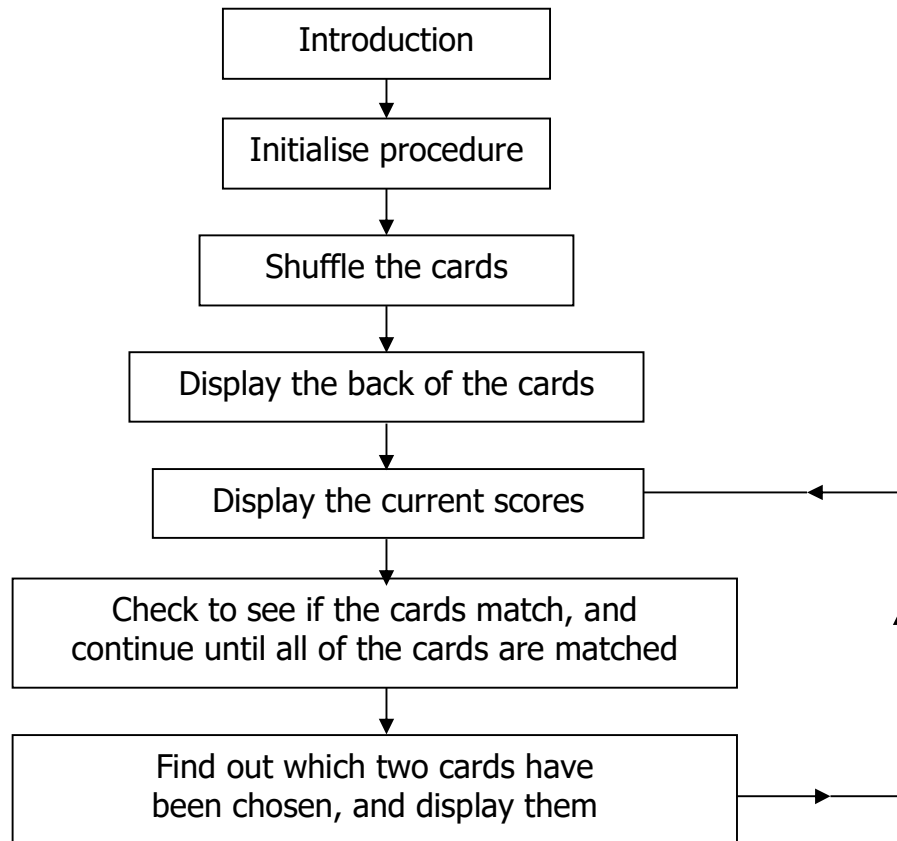 Introduction
Initialise procedure
Shuffle the cards
Display the back of the cards
Display the current scores
Check to see if the cards match, and
continue until all of the cards are matched
Find out which two cards have
been chosen, and display them